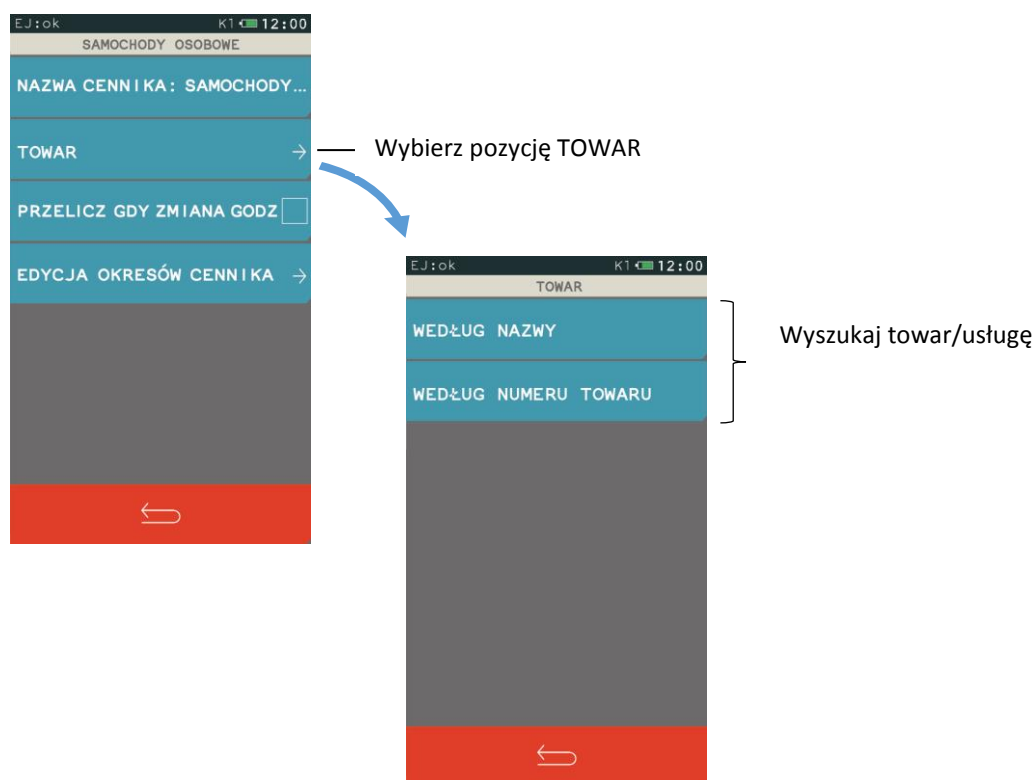 EJ:ok K1 12:00
SAMOCHODY OSOBOWE
NAZWA CENNIKA: SAMOCHODY...
TOWAR
PRZELICZ GDY ZMIANA GODZ
EDYCJA OKRESÓW CENNIKA
Wybierz pozycję TOWAR
EJ:ok K1 12:00
TOWAR
WEDŁUG NAZWY
WEDŁUG NUMERU TOWARU
Wyszukaj towar/usługę